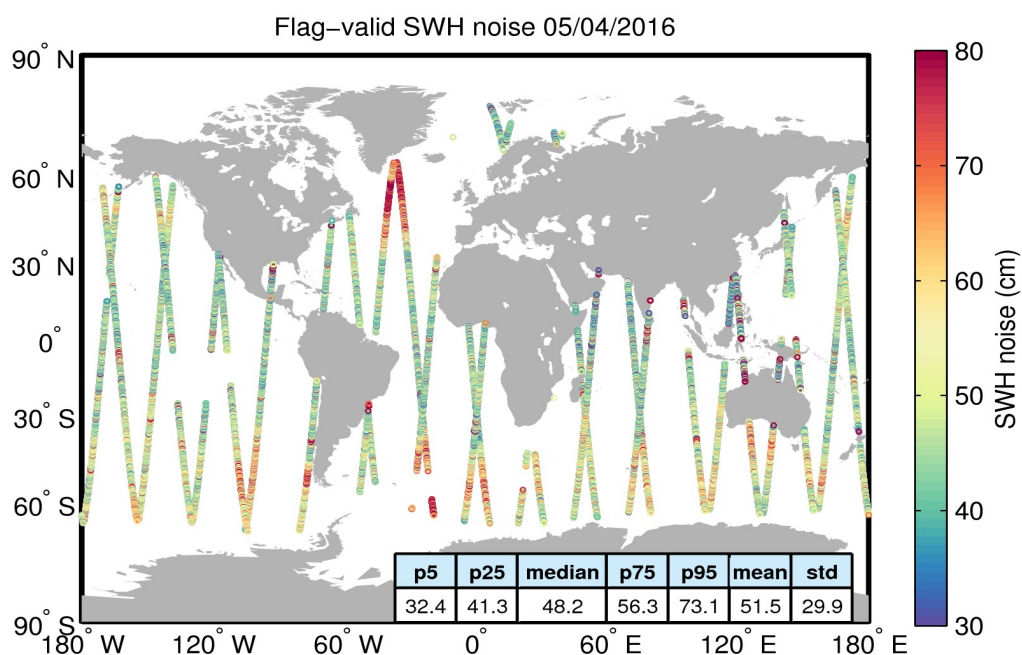 Flag−valid SWH noise 05/04/2016
90° N
60° N
30° N
0°
30° S
60° S
90° S
180° W
120° W
60° W
0°
60° E
120° E
180° E
80
70
60
50
40
30
SWH noise (cm)
p5 p25 median p75 p95 mean std
32.4 41.3 48.2 56.3 73.1 51.5 29.9